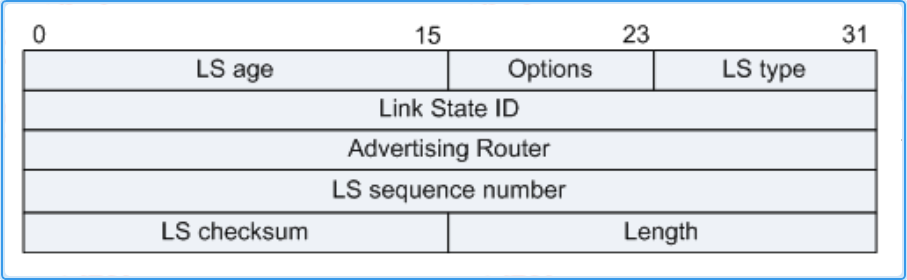 0 15 23 31
LS age Options LS type
Link State ID
Advertising Router
LS sequence number
LS checksum Length